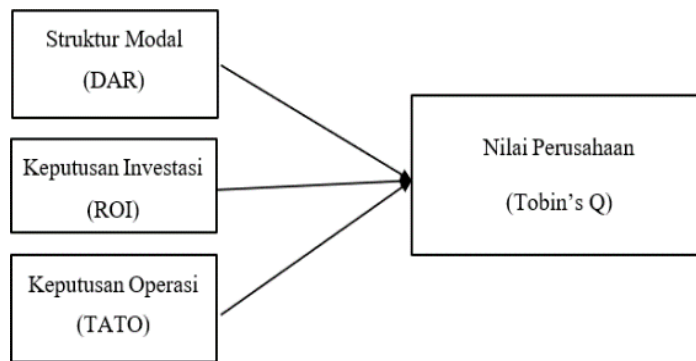 Struktur Modal
(DAR)
Keputusan Investasi
(ROI)
Keputusan Operasi
(TATO)
Nilai Perusahaan
(Tobin’s Q)